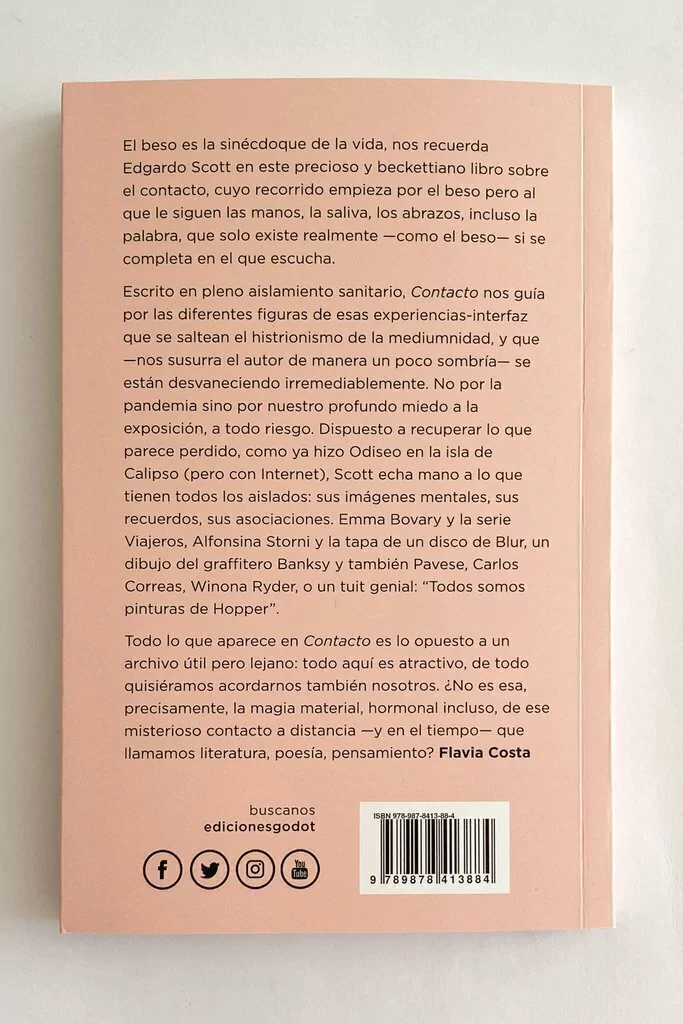 El beso es la sinécdoque de la vida, nos recuerda
Edgardo Scott en este precioso y beckettiano libro sobre
el contacto, cuyo recorrido empieza por el beso pero al
que le siguen las manos, la saliva, los abrazos, incluso la
palabra, que solo existe realmente —como el beso— si se
completa en el que escucha.
Escrito en pleno aislamiento sanitario, Contacto nos guía
por las diferentes figuras de esas experiencias-interfaz
que se saltean el histrionismo de la mediumnidad, y que
—nos susurra el autor de manera un poco sombría— se
están desvaneciendo irremediablemente. No por la
pandemia sino por nuestro profundo miedo a la
exposición, a todo riesgo. Dispuesto a recuperar lo que
parece perdido, como ya hizo Odiseo en la isla de
Calipso (pero con Internet), Scott echa mano a lo que
tienen todos los aislados: sus imágenes mentales, sus
recuerdos, sus asociaciones. Emma Bovary y la serie
Viajeros, Alfonsina Storni y la tapa de un disco de Blur, un
dibujo del graffitero Banksy y también Pavese, Carlos
Correas, Winona Ryder, o un tuit genial: “Todos somos
pinturas de Hopper”.
Todo lo que aparece en Contacto es lo opuesto a un
archivo útil pero lejano: todo aquí es atractivo, de todo
quisiéramos acordarnos también nosotros. ¿No es esa,
precisamente, la magia material, hormonal incluso, de ese
misterioso contacto a distancia —y en el tiempo— que
llamamos literatura, poesía, pensamiento? Flavia Costa
buscanos
edicionesgodot
You Tube
ISBN 978-987-8413-88-4
9 789878 413884